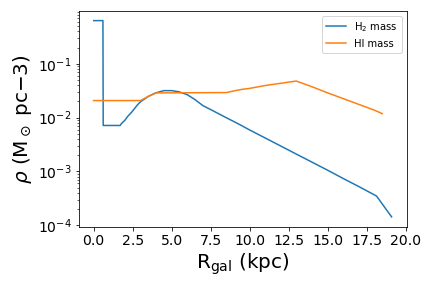 H₂ mass
HI mass
10⁻¹
10⁻²
10⁻³
10⁻⁴
ρ (M⊙ pc−3)
0.0 2.5 5.0 7.5 10.0 12.5 15.0 17.5 20.0
R_gal (kpc)